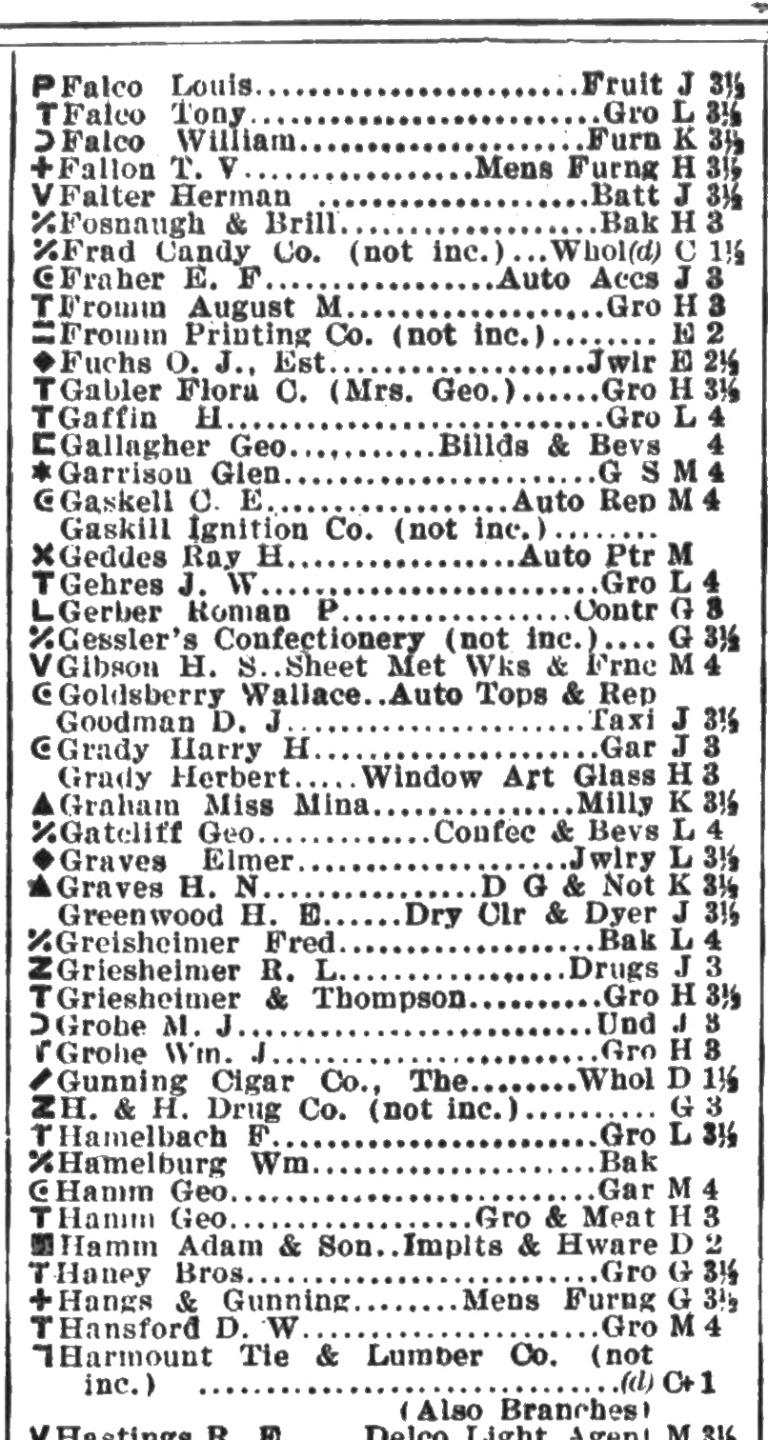 P Falco Louis........................Fruit J 3½
T Falco Tony..........................Gro L 3½
Falco William.....................Furn K 3½
+ Fallon T. V.................Mens Furng H 3½
V Falter Herman ....................Batt J 3½
% Fosnaugh & Brill...................Bak H 3
% Frad Candy Co. (not inc.)...Whol(d) C 1½
Fraher E. F.................Auto Accs J 3
T Fromm August M...................Gro H 3
Fromm Printing Co. (not inc.)........ E 2
◆ Fuchs O. J., Est...................Jwlr E 2½
T Gabler Flora C. (Mrs. Geo.)......Gro H 3½
T Gaffin H............................Gro L 4
Gallagher Geo...........Billds & Bevs 4
* Garrison Glen.......................G S M 4
Gaskell C. E.................Auto Rep M 4
Gaskill Ignition Co. (not inc.)........
X Geddes Ray H.................Auto Ptr M
T Gehres J. W.........................Gro L 4
L Gerber Roman P.................Contr G 3
% Gessler's Confectionery (not inc.).... G 3½
V Gibson H. S..Sheet Met Wks & Frnc M 4
Goldsberry Wallace..Auto Tops & Rep
Goodman D. J......................Taxi J 3½
Grady Harry H.....................Gar J 3
Grady Herbert.....Window Art Glass H 3
▲ Graham Miss Mina...............Milly K 3½
% Gatcliff Geo.............Confec & Bevs L 4
◆ Graves Elmer....................Jwlry L 3½
▲ Graves H. N................D G & Not K 3½
Greenwood H. E......Dry Clr & Dyer J 3½
% Greisheimer Fred...................Bak L 4
Z Griesheimer R. L.................Drugs J 3
T Griesheimer & Thompson..........Gro H 3½
Grobe M. J..........................Und J 3
Grohe Wm. J........................Gro H 3
Gunning Cigar Co., The........Whol D 1½
Z H. & H. Drug Co. (not inc.).......... G 3
T Hamelbach F........................Gro L 3½
% Hamelburg Wm.....................Bak
Hamm Geo...........................Gar M 4
T Hamm Geo..................Gro & Meat H 3
Hamm Adam & Son..Implts & Hware D 2
T Haney Bros..........................Gro G 3½
+ Hangs & Gunning........Mens Furng G 3½
T Hansford D. W......................Gro M 4
Harmount Tie & Lumber Co. (not
inc.) ...............................(d) C+1
(Also Branches)
V Hastings R. E. Delco Light Agent M 3½